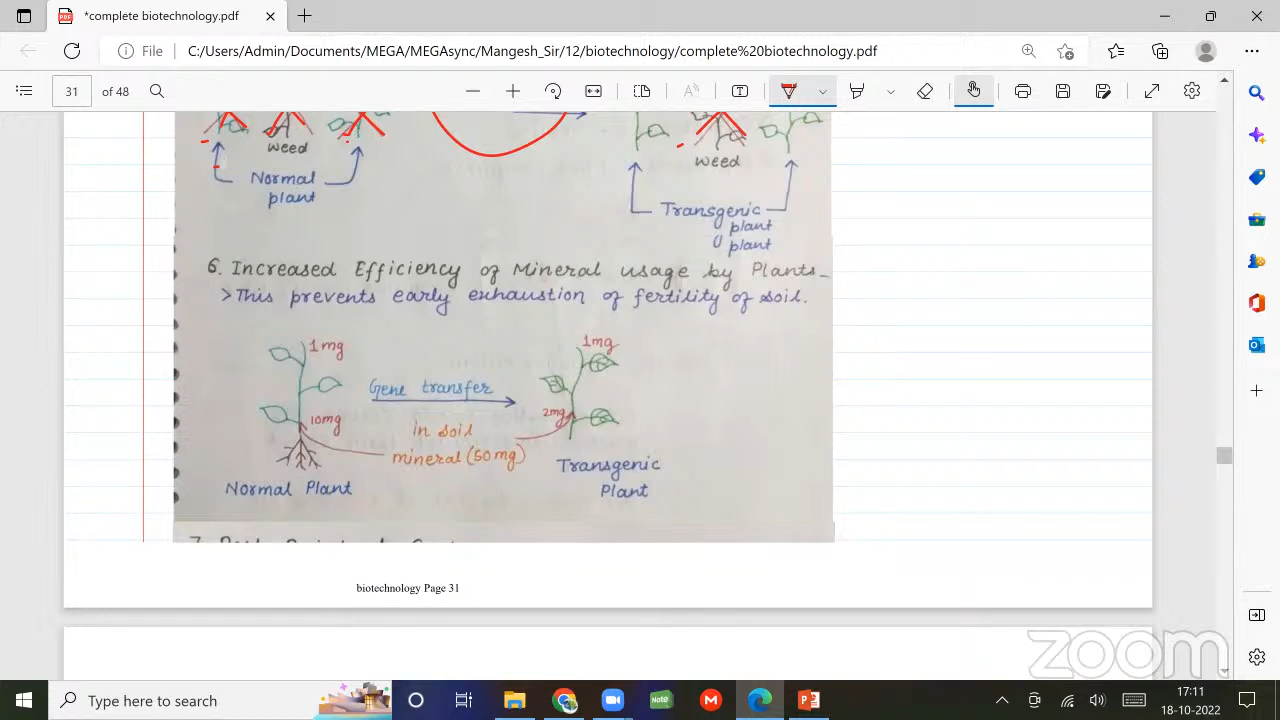 *complete biotechnology.pdf
File
C:/Users/Admin/Documents/MEGA/MEGAsync/Mangesh_Sir/12/biotechnology/complete%20biotechnology.pdf
31 of 48
weed
weed
Normal
plant
Transgenic
plant
plant
6. Increased Efficiency of Mineral usage by Plants_
>This prevents early exhaustion of fertility of soil.
1mg
1mg
Gene transfer
10mg
2mg
in soil
mineral (50mg)
Transgenic
Plant
Normal Plant
biotechnology Page 31
zoom
Type here to search
Note
17:11
18-10-2022